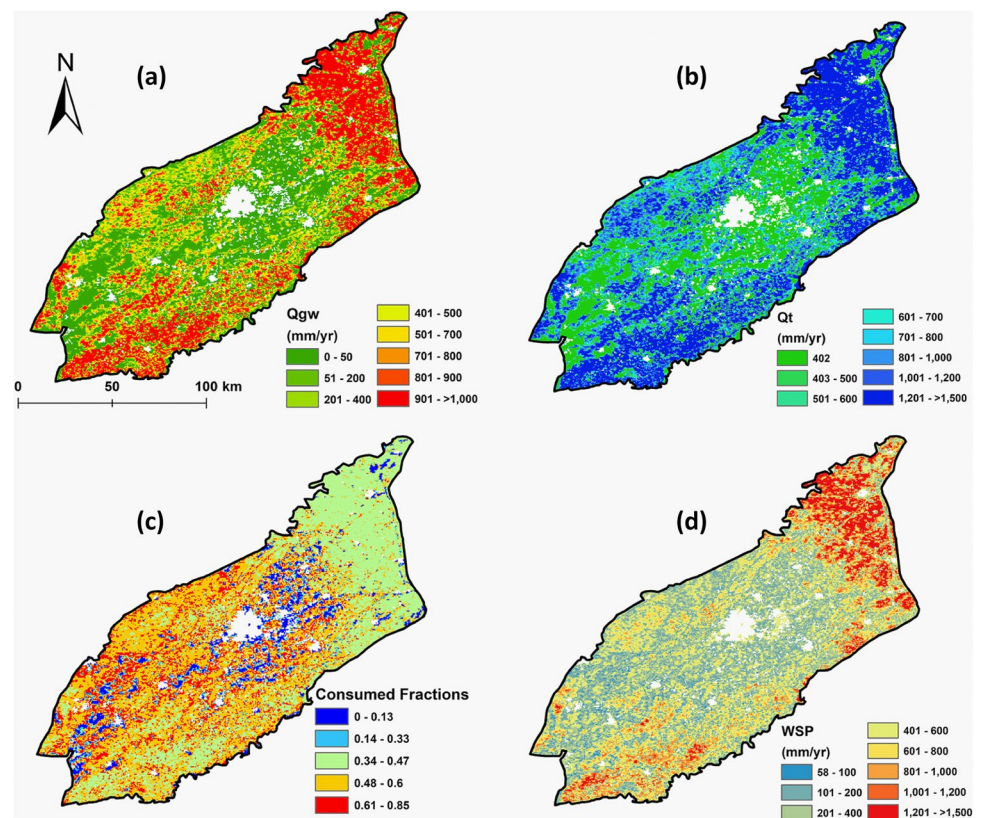 N
(a)
Qgw
(mm/yr)
0 - 50
51 - 200
201 - 400
401 - 500
501 - 700
701 - 800
801 - 900
901 - >1,000
0 50 100 km
(b)
Qt
(mm/yr)
402
403 - 500
501 - 600
601 - 700
701 - 800
801 - 1,000
1,001 - 1,200
1,201 - >1,500
(c)
Consumed Fractions
0 - 0.13
0.14 - 0.33
0.34 - 0.47
0.48 - 0.6
0.61 - 0.85
(d)
WSP
(mm/yr)
58 - 100
101 - 200
201 - 400
401 - 600
601 - 800
801 - 1,000
1,001 - 1,200
1,201 - >1,500